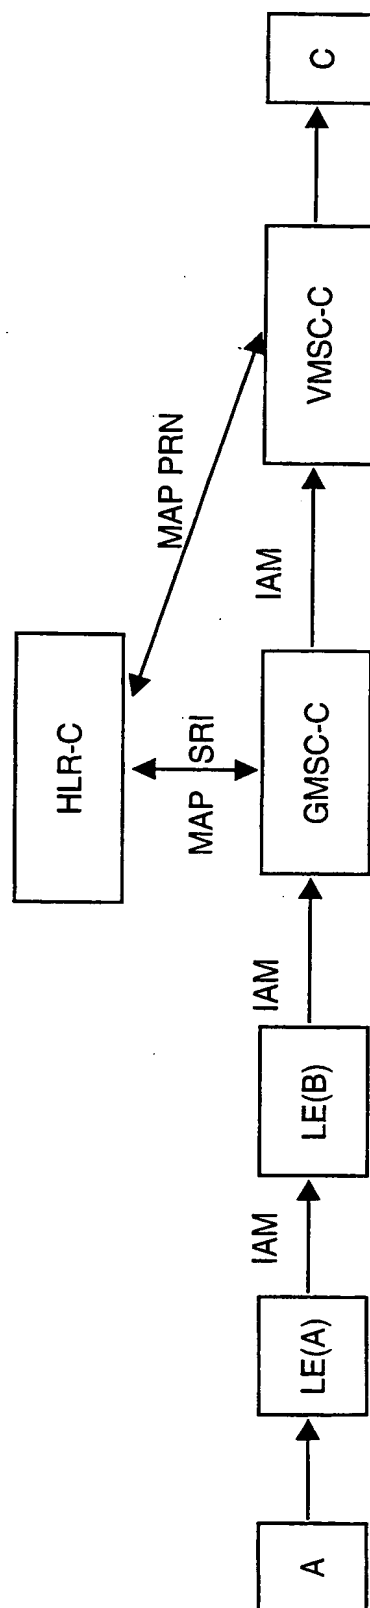 HLR-C
MAP SRI
MAP PRN
A
LE(A)
IAM
LE(B)
IAM
GMSC-C
IAM
VMSC-C
C